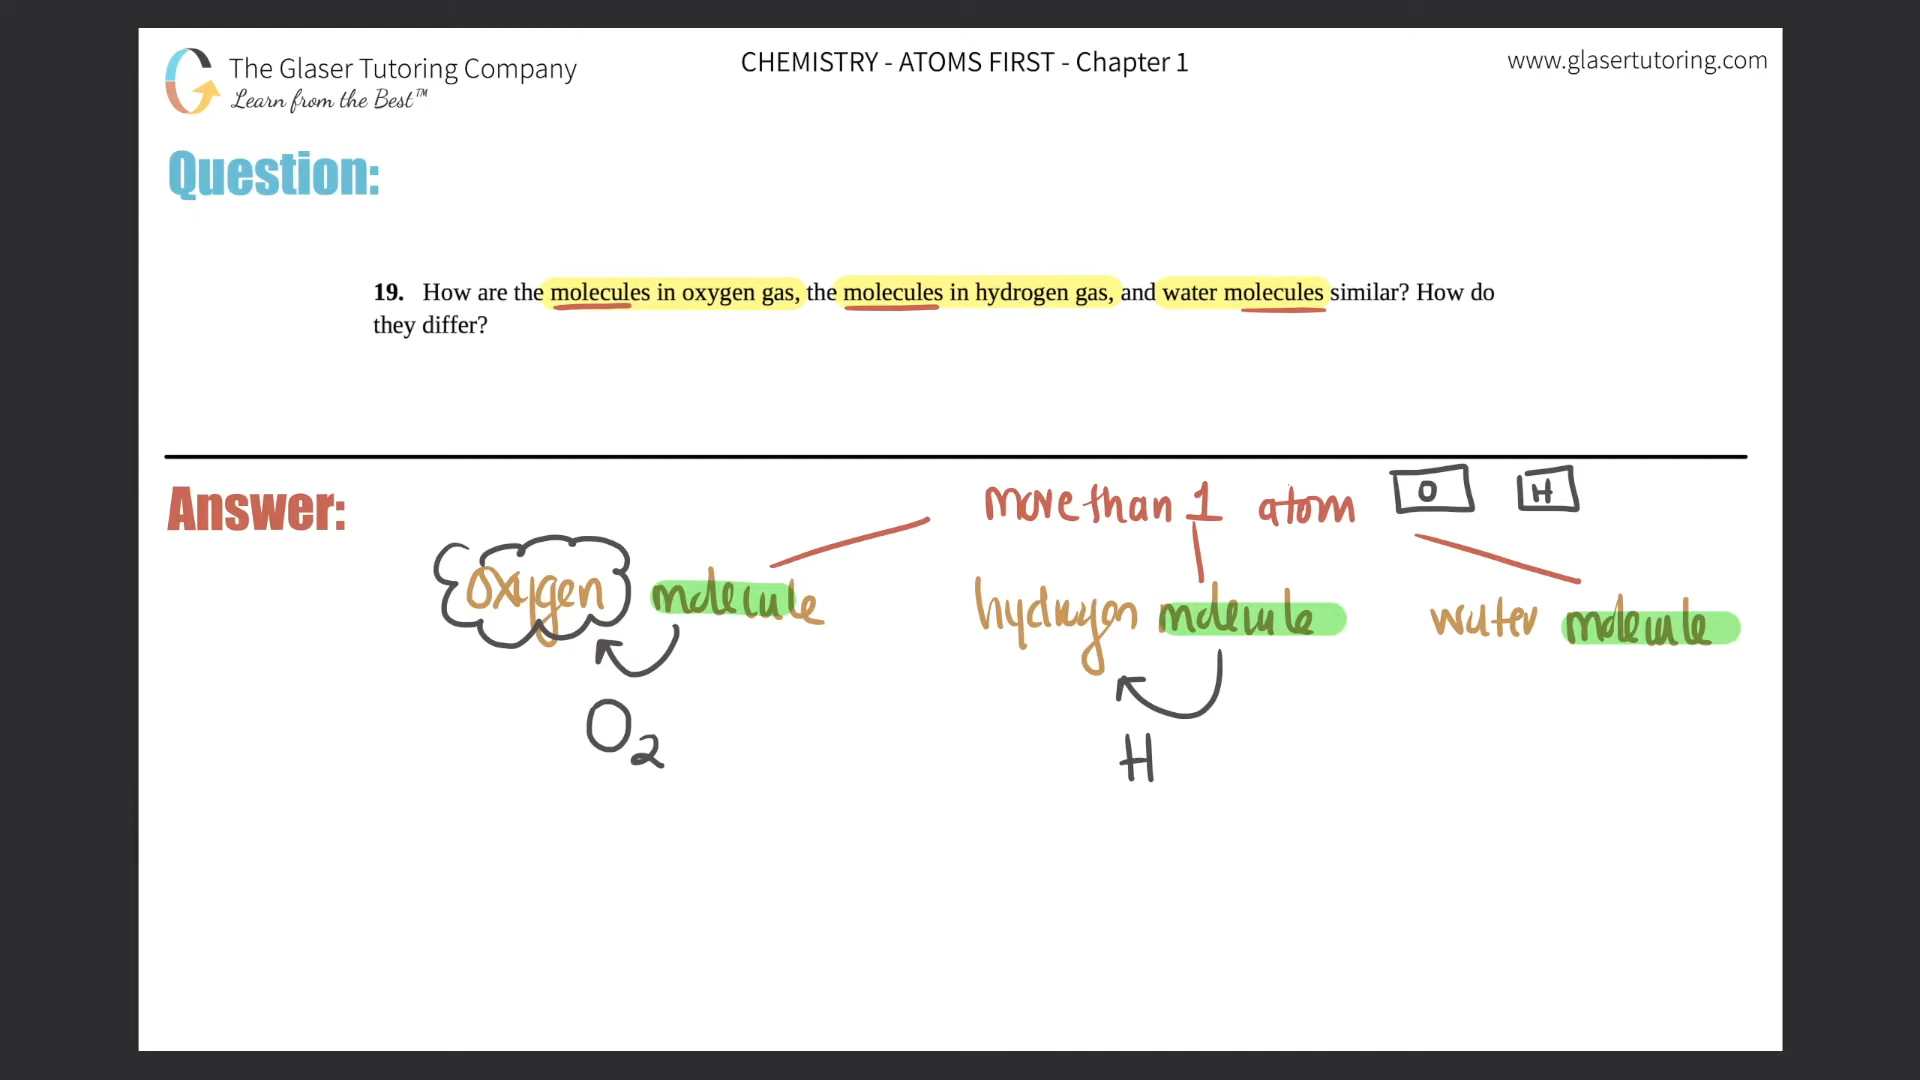 The Glaser Tutoring Company
Learn from the Best™
CHEMISTRY - ATOMS FIRST - Chapter 1
www.glasertutoring.com
Question:
19. How are the molecules in oxygen gas, the molecules in hydrogen gas, and water molecules similar? How do
they differ?
Answer:
more than 1 atom O H
oxygen molecule hydrogen molecule water molecule
O₂ H